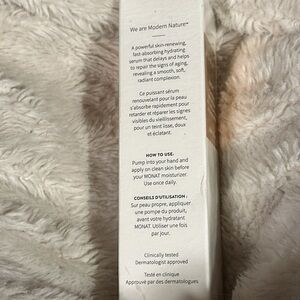 We are Modern Nature™
A powerful skin-renewing,
fast-absorbing hydrating
serum that delays and helps
to repair the signs of aging,
revealing a smooth, soft,
radiant complexion.
Ce puissant sérum
renouvelant pour la peau
s'absorbe rapidement pour
retarder et réparer les signes
visibles du vieillissement,
pour un teint lisse, doux
et éclatant.
HOW TO USE:
Pump into your hand and
apply on clean skin before
your MONAT moisturizer.
Use once daily.
CONSEILS D'UTILISATION :
Sur peau propre, appliquer
une pompe du produit,
avant votre hydratant
MONAT. Utiliser une fois
par jour.
Clinically tested
Dermatologist approved
Testé en clinique
Approuvé par des dermatologues